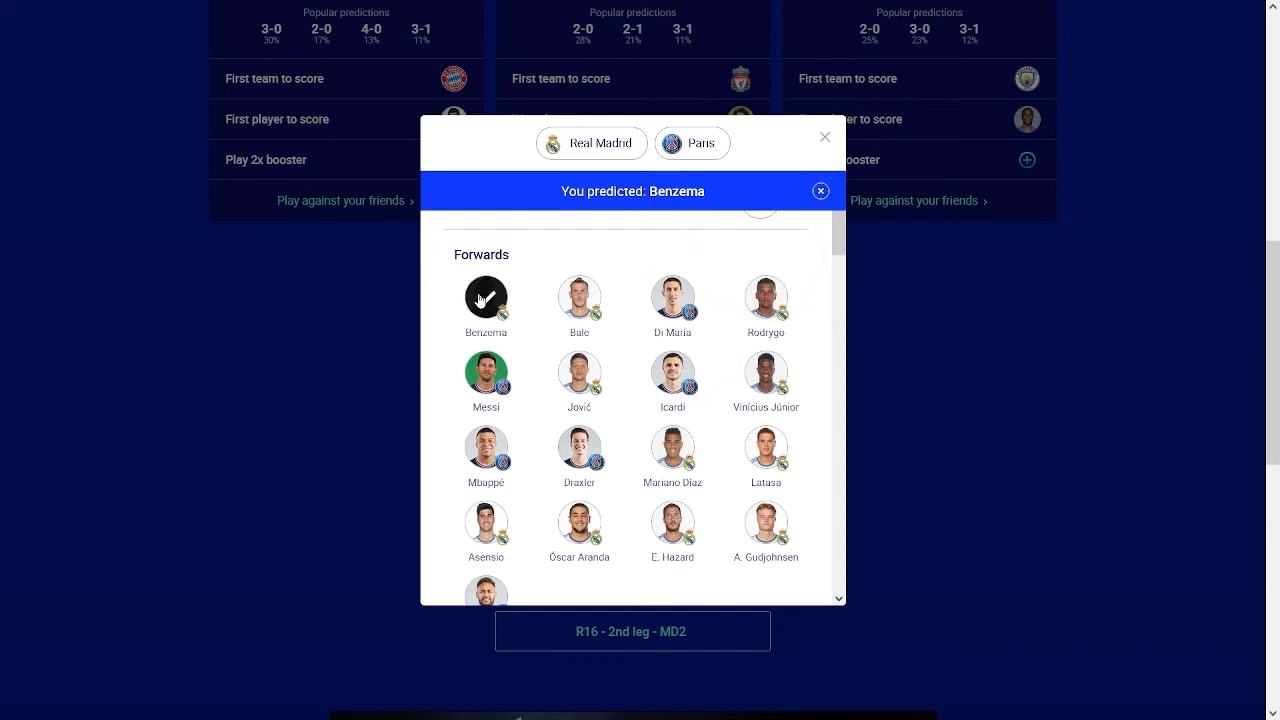 Popular predictions
3-0 2-0 4-0 3-1
30% 17% 13% 11%
First team to score
First player to score
Play 2x booster
Play against your friends ›
Popular predictions
2-0 2-1 3-1
28% 21% 11%
First team to score
Popular predictions
2-0 3-0 3-1
25% 23% 12%
First team to score
to score
booster
Play against your friends ›
Real Madrid
Paris
You predicted: Benzema
Forwards
Benzema Bale Di María Rodrygo
Messi Jović Icardi Vinícius Júnior
Mbappé Draxler Mariano Díaz Latasa
Asensio Óscar Aranda E. Hazard A. Gudjohnsen
R16 - 2nd leg - MD2